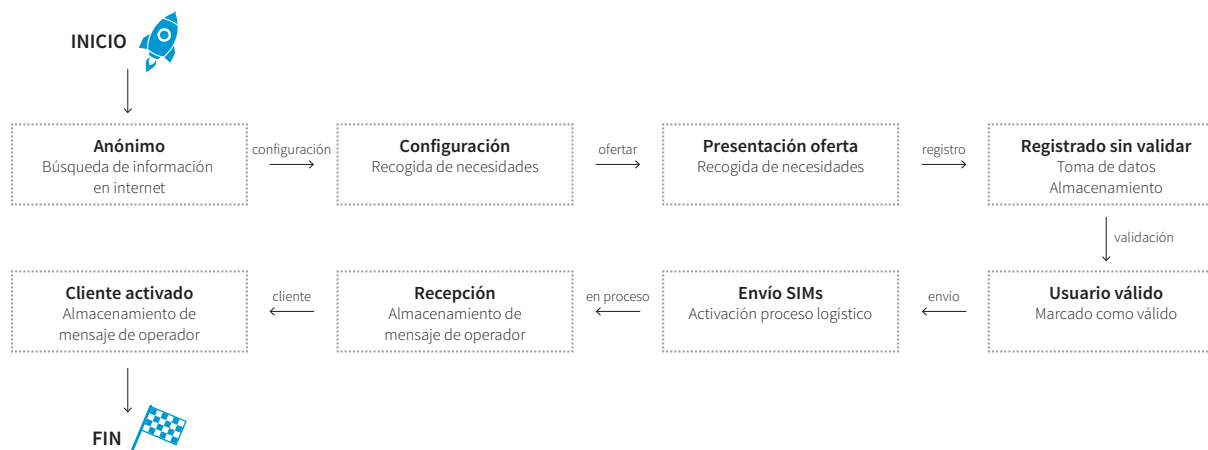 INICIO
Anónimo
Búsqueda de información
en internet
configuración
Configuración
Recogida de necesidades
ofertar
Presentación oferta
Recogida de necesidades
registro
Registrado sin validar
Toma de datos
Almacenamiento
validación
Usuario válido
Marcado como válido
envío
Envío SIMs
Activación proceso logístico
en proceso
Recepción
Almacenamiento de
mensaje de operador
cliente
Cliente activado
Almacenamiento de
mensaje de operador
FIN